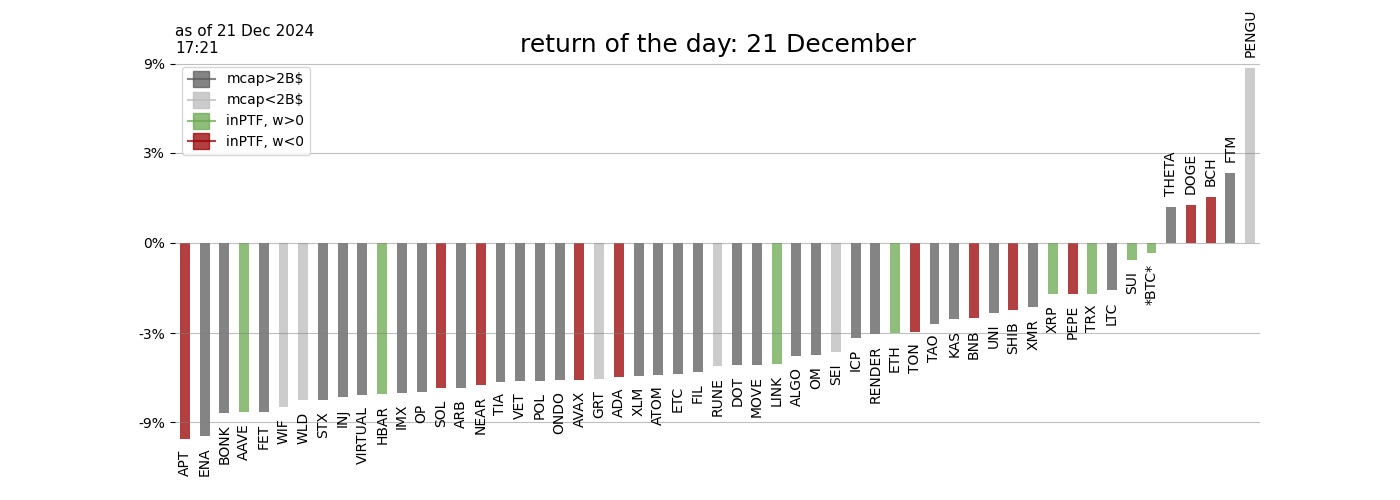 as of 21 Dec 2024
17:21
return of the day: 21 December
PENGU
9%
3%
0%
-3%
-9%
mcap>2B$
mcap<2B$
inPTF, w>0
inPTF, w<0
APT
ENA
BONK
AAVE
FET
WIF
WLD
STX
INJ
VIRTUAL
HBAR
IMX
OP
SOL
ARB
NEAR
TIA
VET
POL
ONDO
AVAX
GRT
ADA
XLM
ATOM
ETC
FIL
RUNE
DOT
MOVE
LINK
ALGO
OM
SEI
ICP
RENDER
ETH
TON
TAO
KAS
BNB
UNI
SHIB
XMR
XRP
PEPE
TRX
LTC
SUI
*BTC*
THETA
DOGE
BCH
FTM